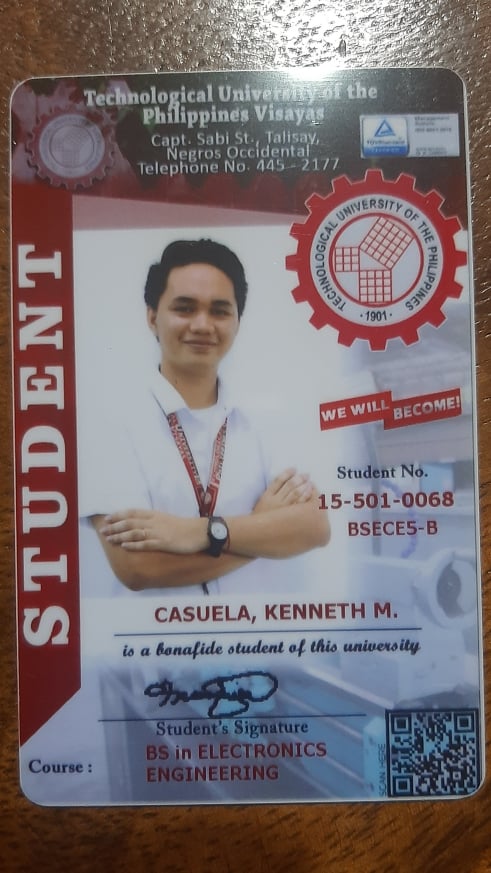 Technological University of the
Philippines Visayas
Capt. Sabi St., Talisay,
Negros Occidental
Telephone No. 445 - 2177
TECHNOLOGICAL UNIVERSITY OF THE PHILIPPINES
· 1901 ·
STUDENT
WE WILL BECOME!
Student No.
15-501-0068
BSECE5-B
CASUELA, KENNETH M.
is a bonafide student of this university
Student's Signature
Course :
BS in ELECTRONICS
ENGINEERING
SCAN HERE